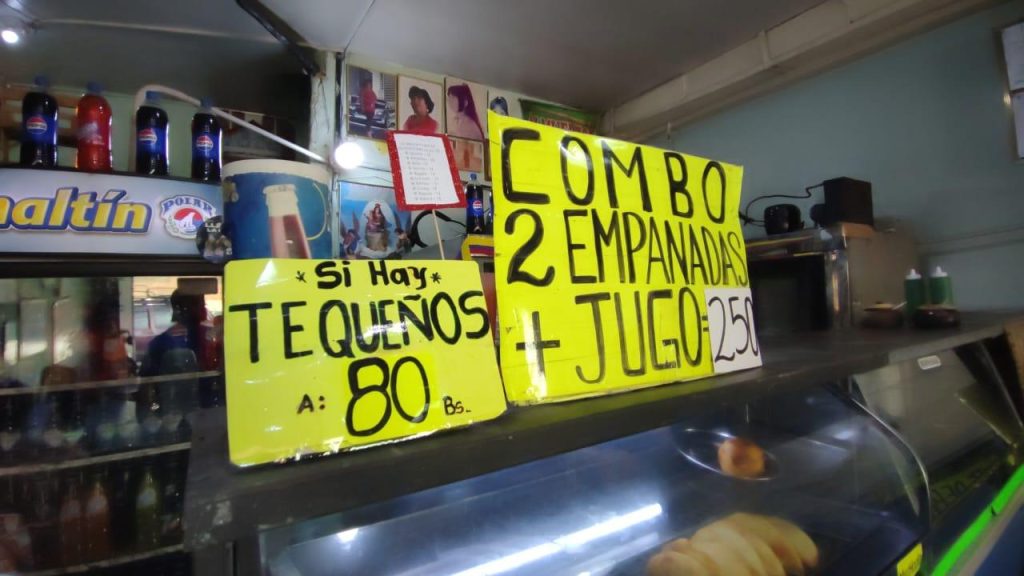 maltín
POLAR
* Si Hay *
TEQUEÑOS
A: 80 Bs.
COMBO
2 EMPANADAS
+ JUGO = 250